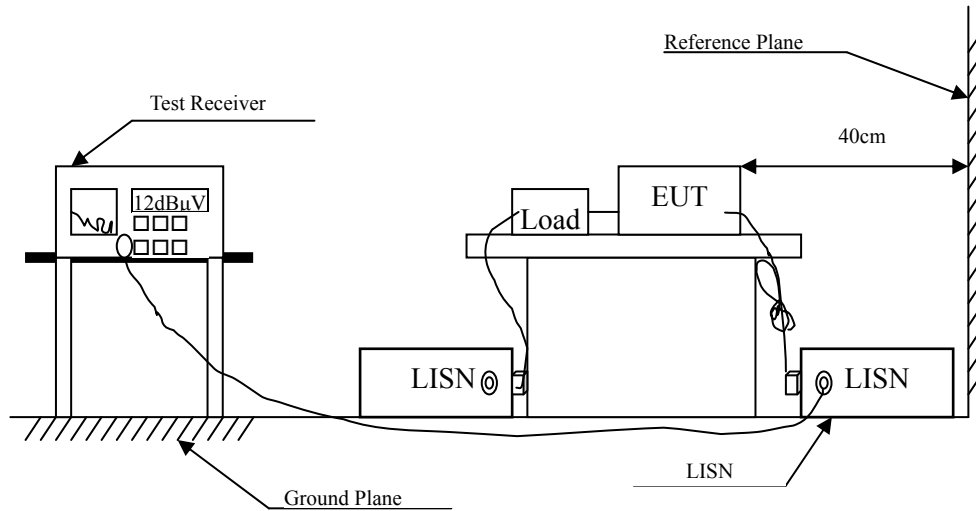 Reference Plane
Test Receiver
40cm
12dBµV
EUT
Load
LISN
LISN
LISN
Ground Plane